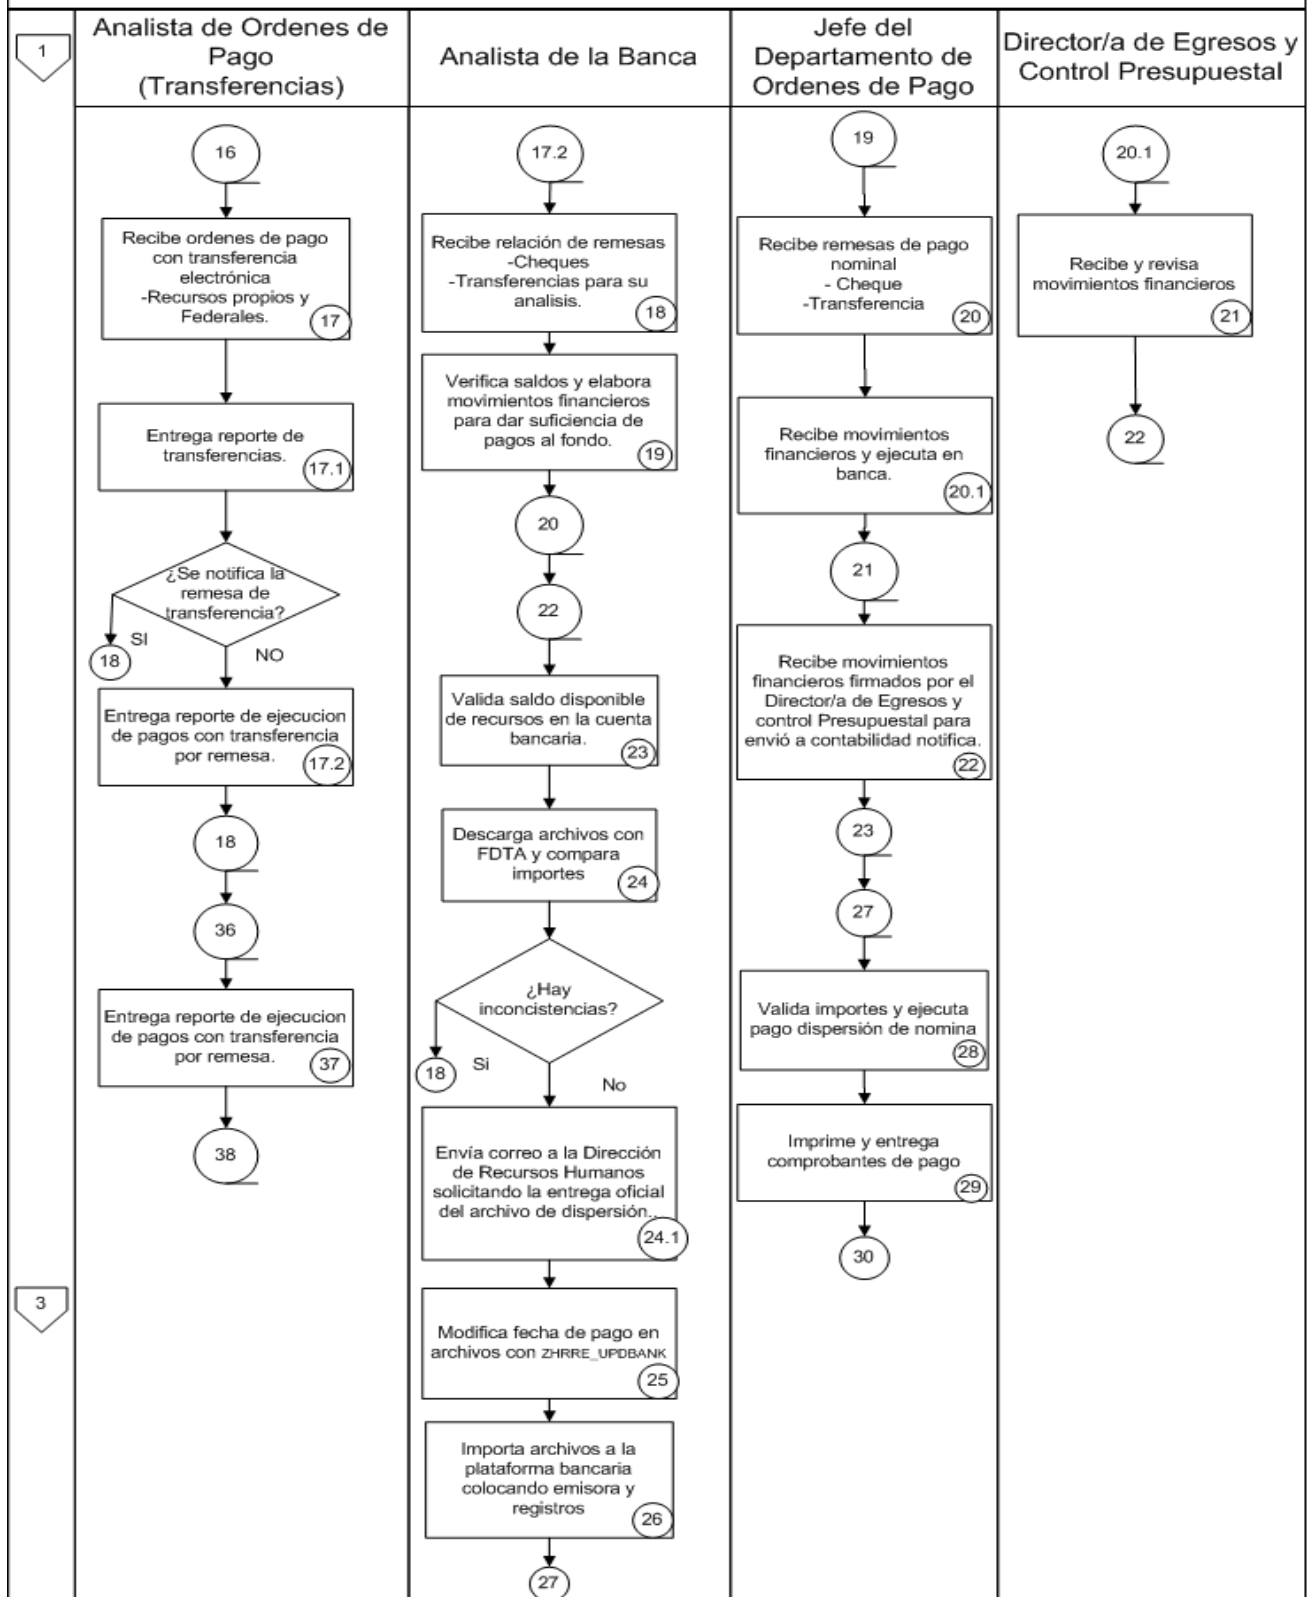 1
Analista de Ordenes de
Pago
(Transferencias)
Analista de la Banca
Jefe del
Departamento de
Ordenes de Pago
Director/a de Egresos y
Control Presupuestal
16
Recibe ordenes de pago
con transferencia
electrónica
-Recursos propios y
Federales.
17
Entrega reporte de
transferencias.
17.1
¿Se notifica la
remesa de
transferencia?
SI
18
NO
Entrega reporte de ejecucion
de pagos con transferencia
por remesa.
17.2
18
36
Entrega reporte de ejecucion
de pagos con transferencia
por remesa.
37
38
17.2
Recibe relación de remesas
-Cheques
-Transferencias para su
analisis.
18
Verifica saldos y elabora
movimientos financieros
para dar suficiencia de
pagos al fondo.
19
20
22
Valida saldo disponible
de recursos en la cuenta
bancaria.
23
Descarga archivos con
FDTA y compara
importes
24
¿Hay
inconcistencias?
18
Si
No
Envía correo a la Dirección
de Recursos Humanos
solicitando la entrega oficial
del archivo de dispersión..
24.1
Modifica fecha de pago en
archivos con ZHRRE_UPDBANK
25
Importa archivos a la
plataforma bancaria
colocando emisora y
registros
26
27
19
Recibe remesas de pago
nominal
- Cheque
-Transferencia
20
Recibe movimientos
financieros y ejecuta en
banca.
20.1
21
Recibe movimientos
financieros firmados por el
Director/a de Egresos y
control Presupuestal para
envió a contabilidad notifica.
22
23
27
Valida importes y ejecuta
pago dispersión de nomina
28
Imprime y entrega
comprobantes de pago
29
30
20.1
Recibe y revisa
movimientos financieros
21
22
3